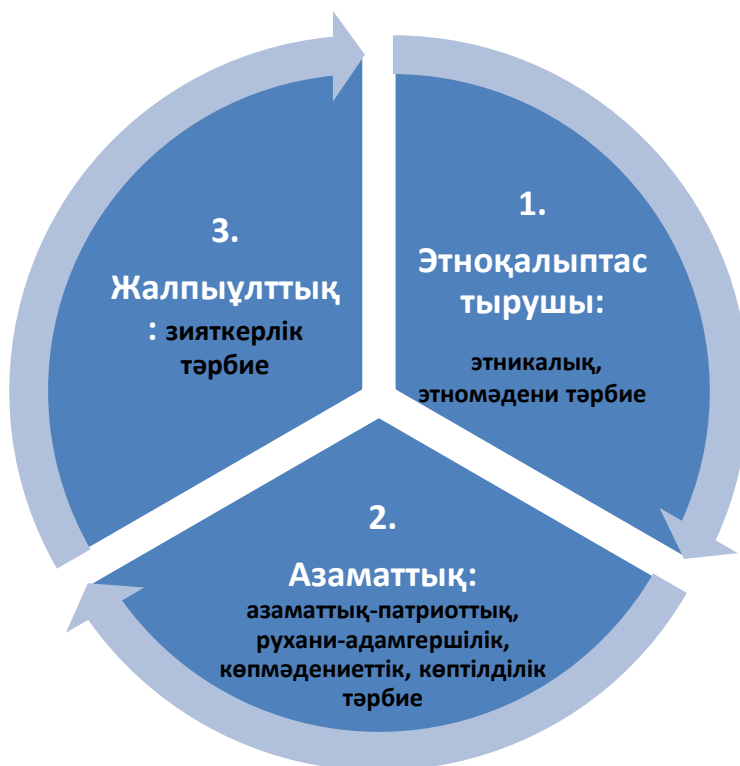 1.
Этноқалыптас
тырушы:
этникалық,
этномәдени тәрбие
2.
Азаматтық:
азаматтық-патриоттық,
рухани-адамгершілік,
көпмәдениеттік, көптілділік
тәрбие
3.
Жалпыұлттық
: зияткерлік
тәрбие